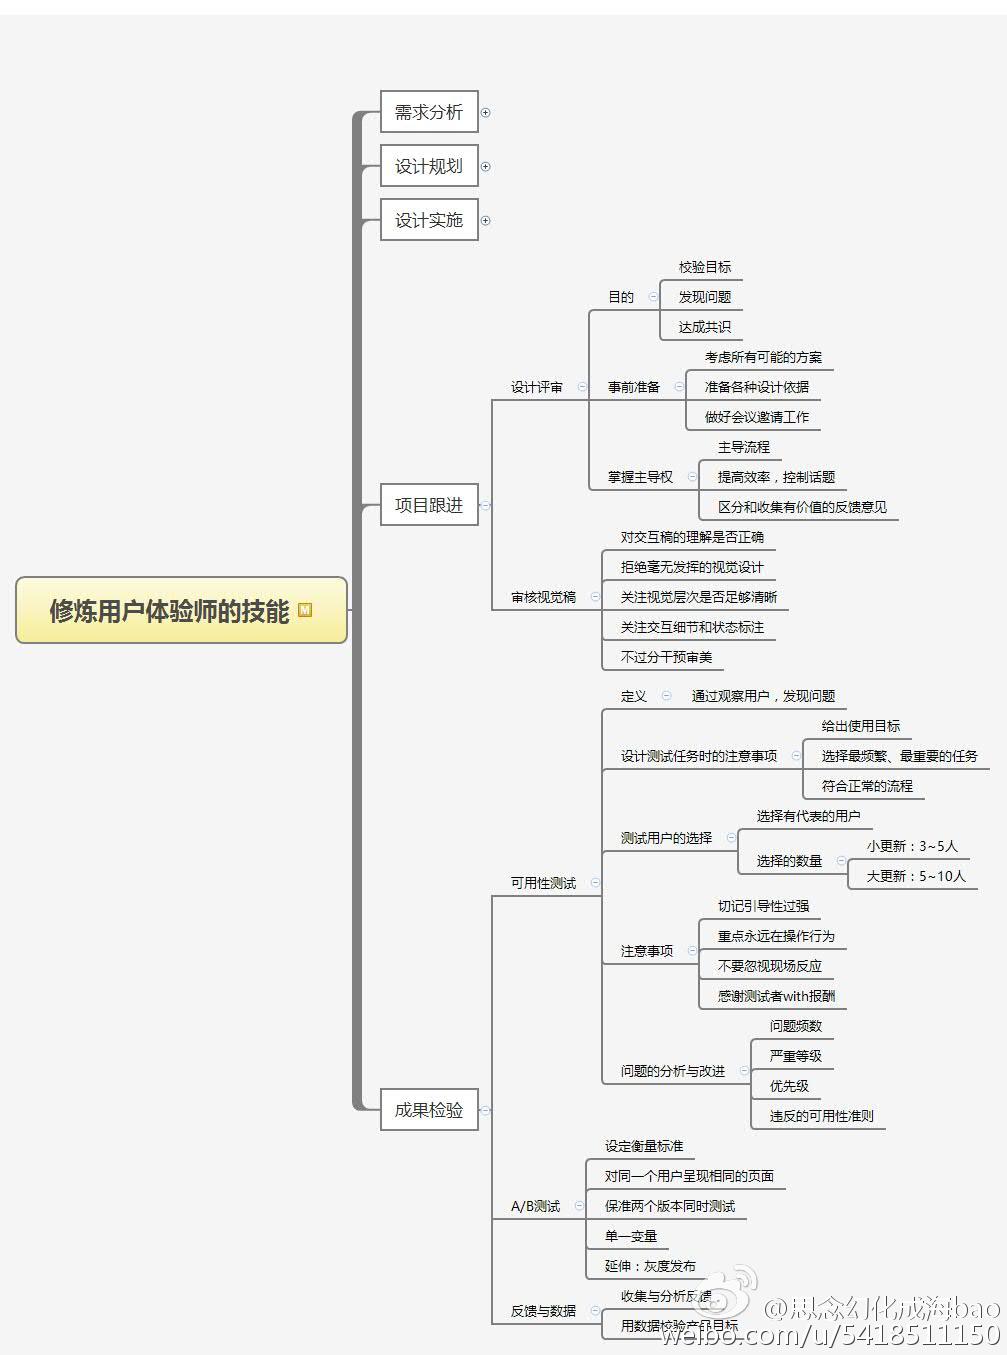 需求分析
设计规划
设计实施
校验目标
目的
发现问题
达成共识
考虑所有可能的方案
设计评审
事前准备
准备各种设计依据
做好会议邀请工作
主导流程
掌握主导权
提高效率，控制话题
区分和收集有价值的反馈意见
项目跟进
对交互稿的理解是否正确
拒绝毫无发挥的视觉设计
审核视觉稿
关注视觉层次是否足够清晰
关注交互细节和状态标注
不过分干预审美
修炼用户体验师的技能
M
定义
通过观察用户，发现问题
给出使用目标
设计测试任务时的注意事项
选择最频繁、最重要的任务
符合正常的流程
选择有代表的用户
测试用户的选择
选择的数量
小更新：3~5人
大更新：5~10人
可用性测试
切记引导性过强
重点永远在操作行为
注意事项
不要忽视现场反应
感谢测试者with报酬
问题频数
严重等级
问题的分析与改进
优先级
违反的可用性准则
成果检验
设定衡量标准
对同一个用户呈现相同的页面
A/B测试
保准两个版本同时测试
单一变量
延伸：灰度发布
收集与分析反馈
反馈与数据
用数据校验产品目标
@思念幻化成海bao
weibo.com/u/5418511150